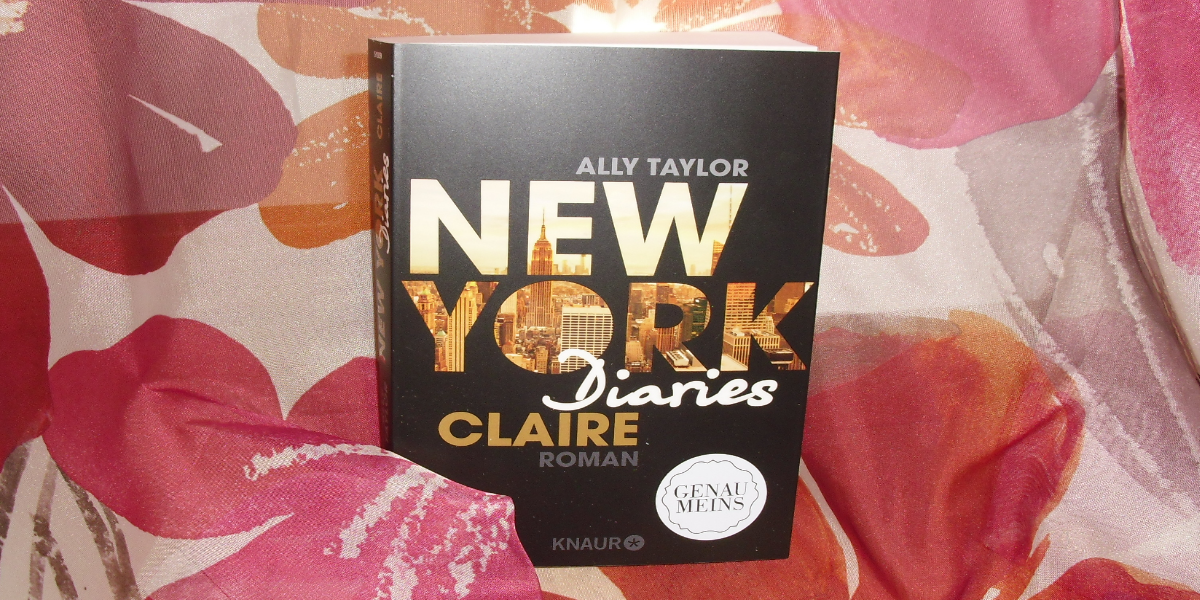 ALLY TAYLOR
NEW
YORK
Diaries
CLAIRE
ROMAN
GENAU
MEINS
KNAUR
NEW YORK Diaries CLAIRE